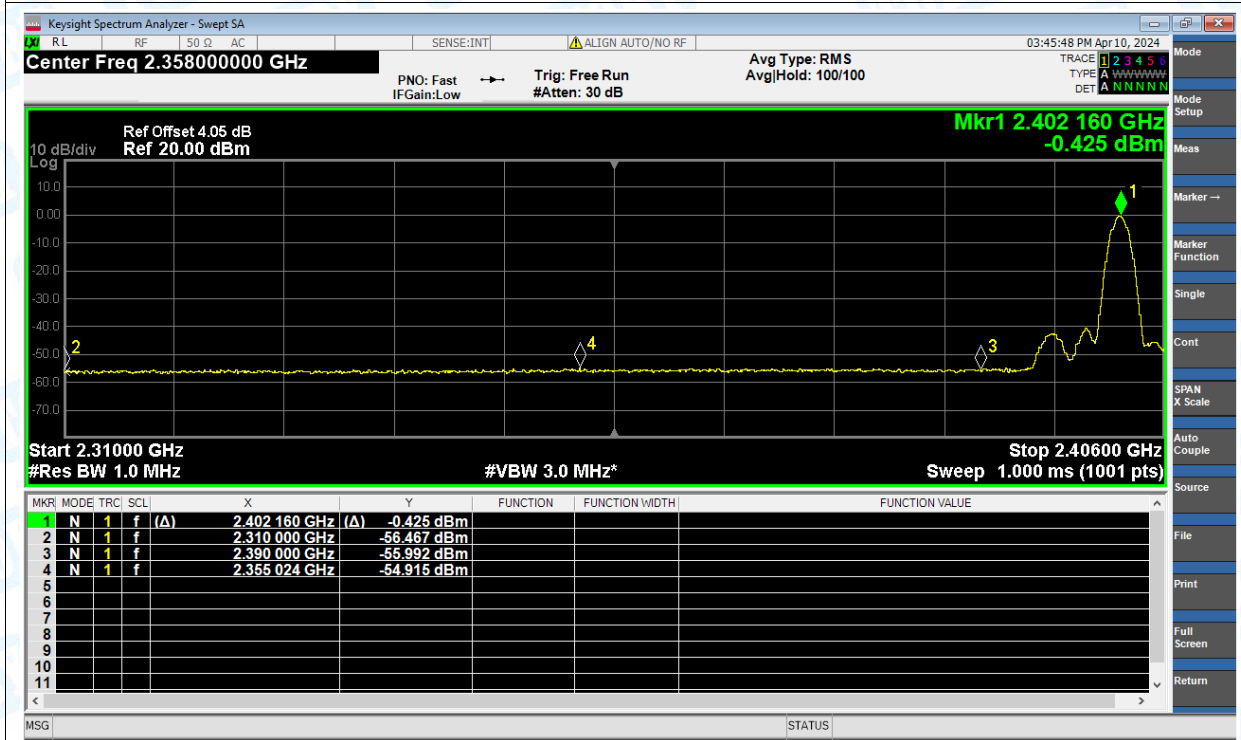 Keysight Spectrum Analyzer - Swept SA
LXI RL RF 50 Ω AC SENSE:INT ALIGN AUTO/NO RF 03:45:48 PM Apr 10, 2024
Center Freq 2.358000000 GHz
PNO: Fast
IFGain:Low
Trig: Free Run
#Atten: 30 dB
Avg Type: RMS
Avg|Hold: 100/100
TRACE 1 2 3 4 5 6
TYPE A WWWWW
DET A N N N N N
Mkr1 2.402 160 GHz
-0.425 dBm
Ref Offset 4.05 dB
10 dB/div Ref 20.00 dBm
Log
10.0
0.00
-10.0
-20.0
-30.0
-40.0
-50.0
-60.0
-70.0
1
2
4
3
Start 2.31000 GHz Stop 2.40600 GHz
#Res BW 1.0 MHz #VBW 3.0 MHz* Sweep 1.000 ms (1001 pts)
MKR MODE TRC SCL X Y FUNCTION FUNCTION WIDTH FUNCTION VALUE
1 N 1 f (Δ) 2.402 160 GHz (Δ) -0.425 dBm
2 N 1 f 2.310 000 GHz -56.467 dBm
3 N 1 f 2.390 000 GHz -55.992 dBm
4 N 1 f 2.355 024 GHz -54.915 dBm
5
6
7
8
9
10
11
MSG STATUS
Mode
Mode
Setup
Meas
Marker →
Marker
Function
Single
Cont
SPAN
X Scale
Auto
Couple
Source
File
Print
Full
Screen
Return